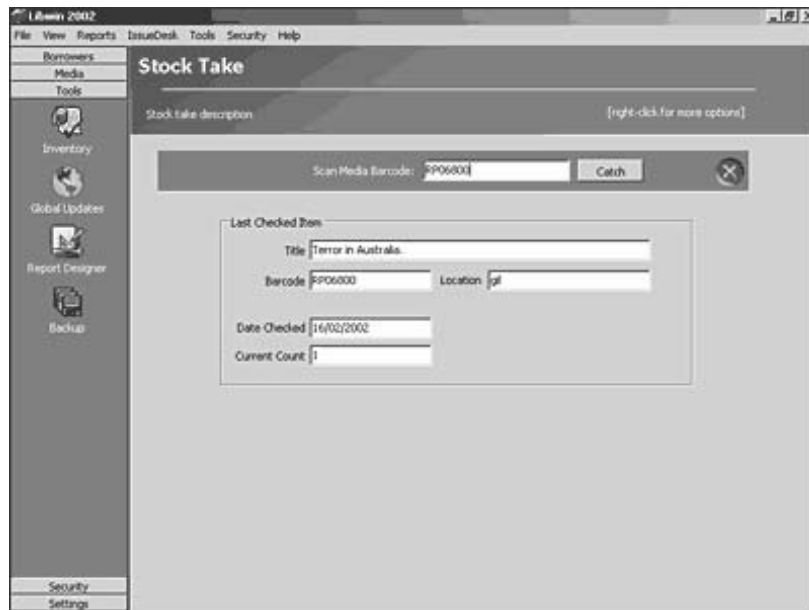 Libwin 2002
File View Reports IssueDesk Tools Security Help
Borrowers
Media
Tools
Inventory
Global Updates
Report Designer
Backup
Security
Settings
Stock Take
Stock take description
[right-click for more options]
Scan Media Barcode: RP06800 Catch
Last Checked Item
Title Terror in Australia.
Barcode RP06800 Location gil
Date Checked 16/02/2002
Current Count 1